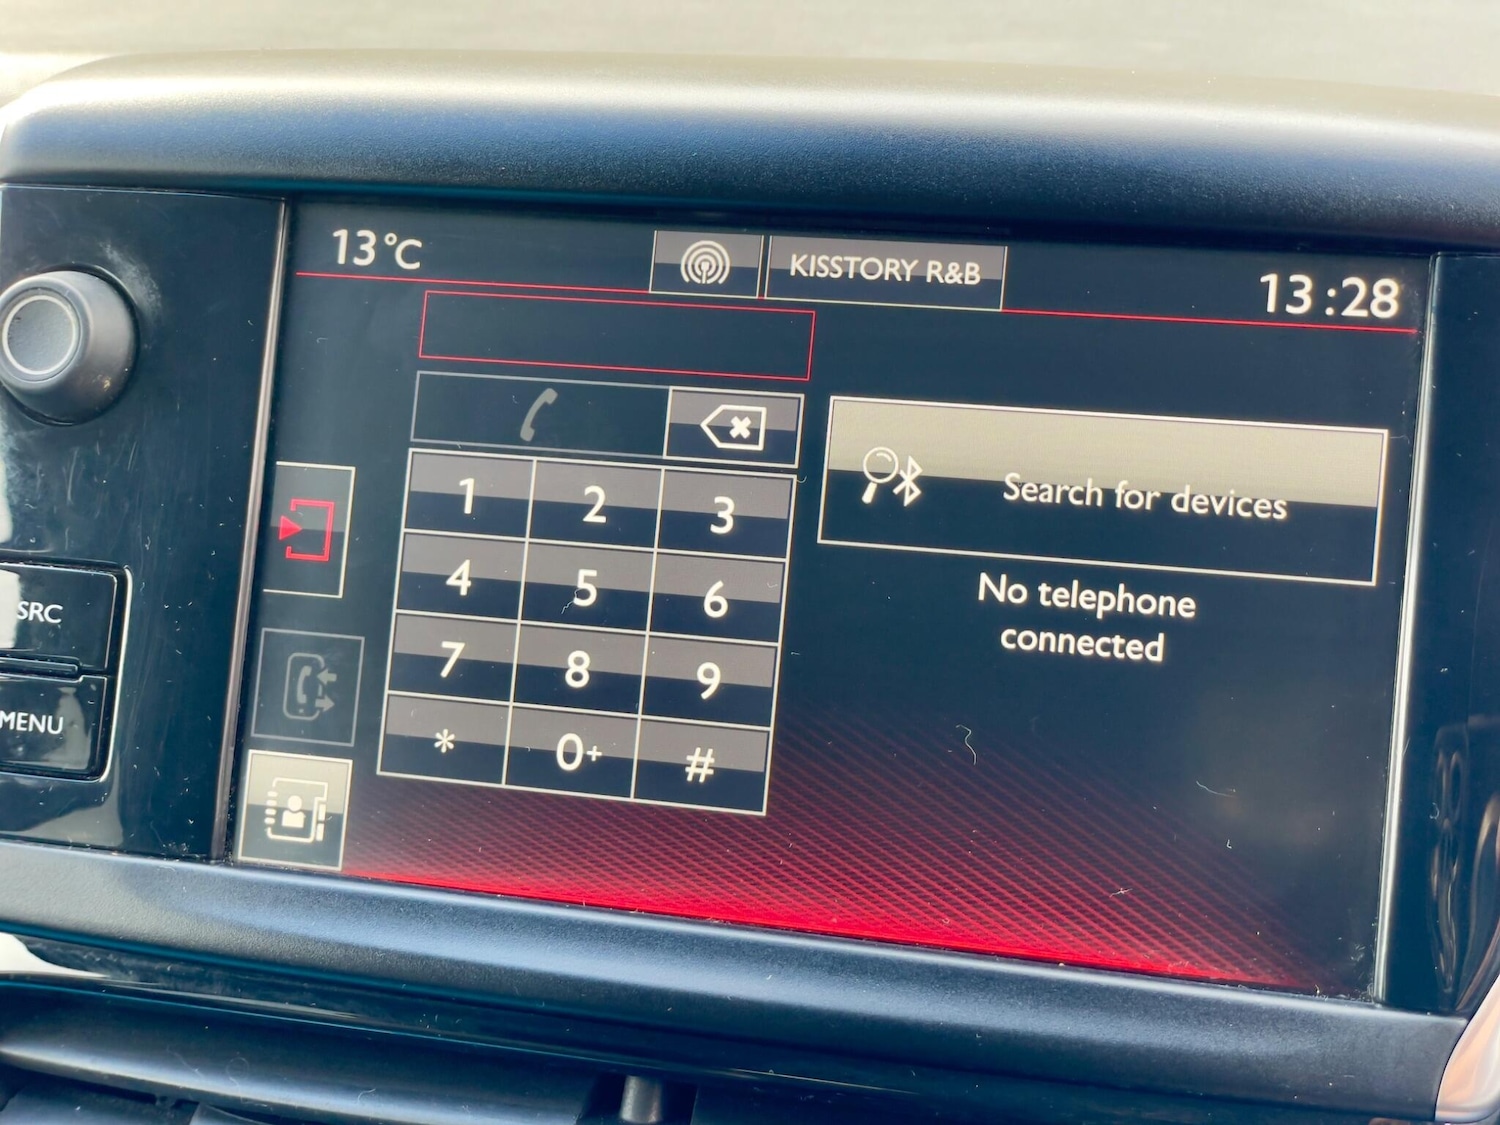 13°C
KISSTORY R&B
13:28
Search for devices
No telephone
connected
1 2 3
4 5 6
7 8 9
* 0+ #
SRC
MENU